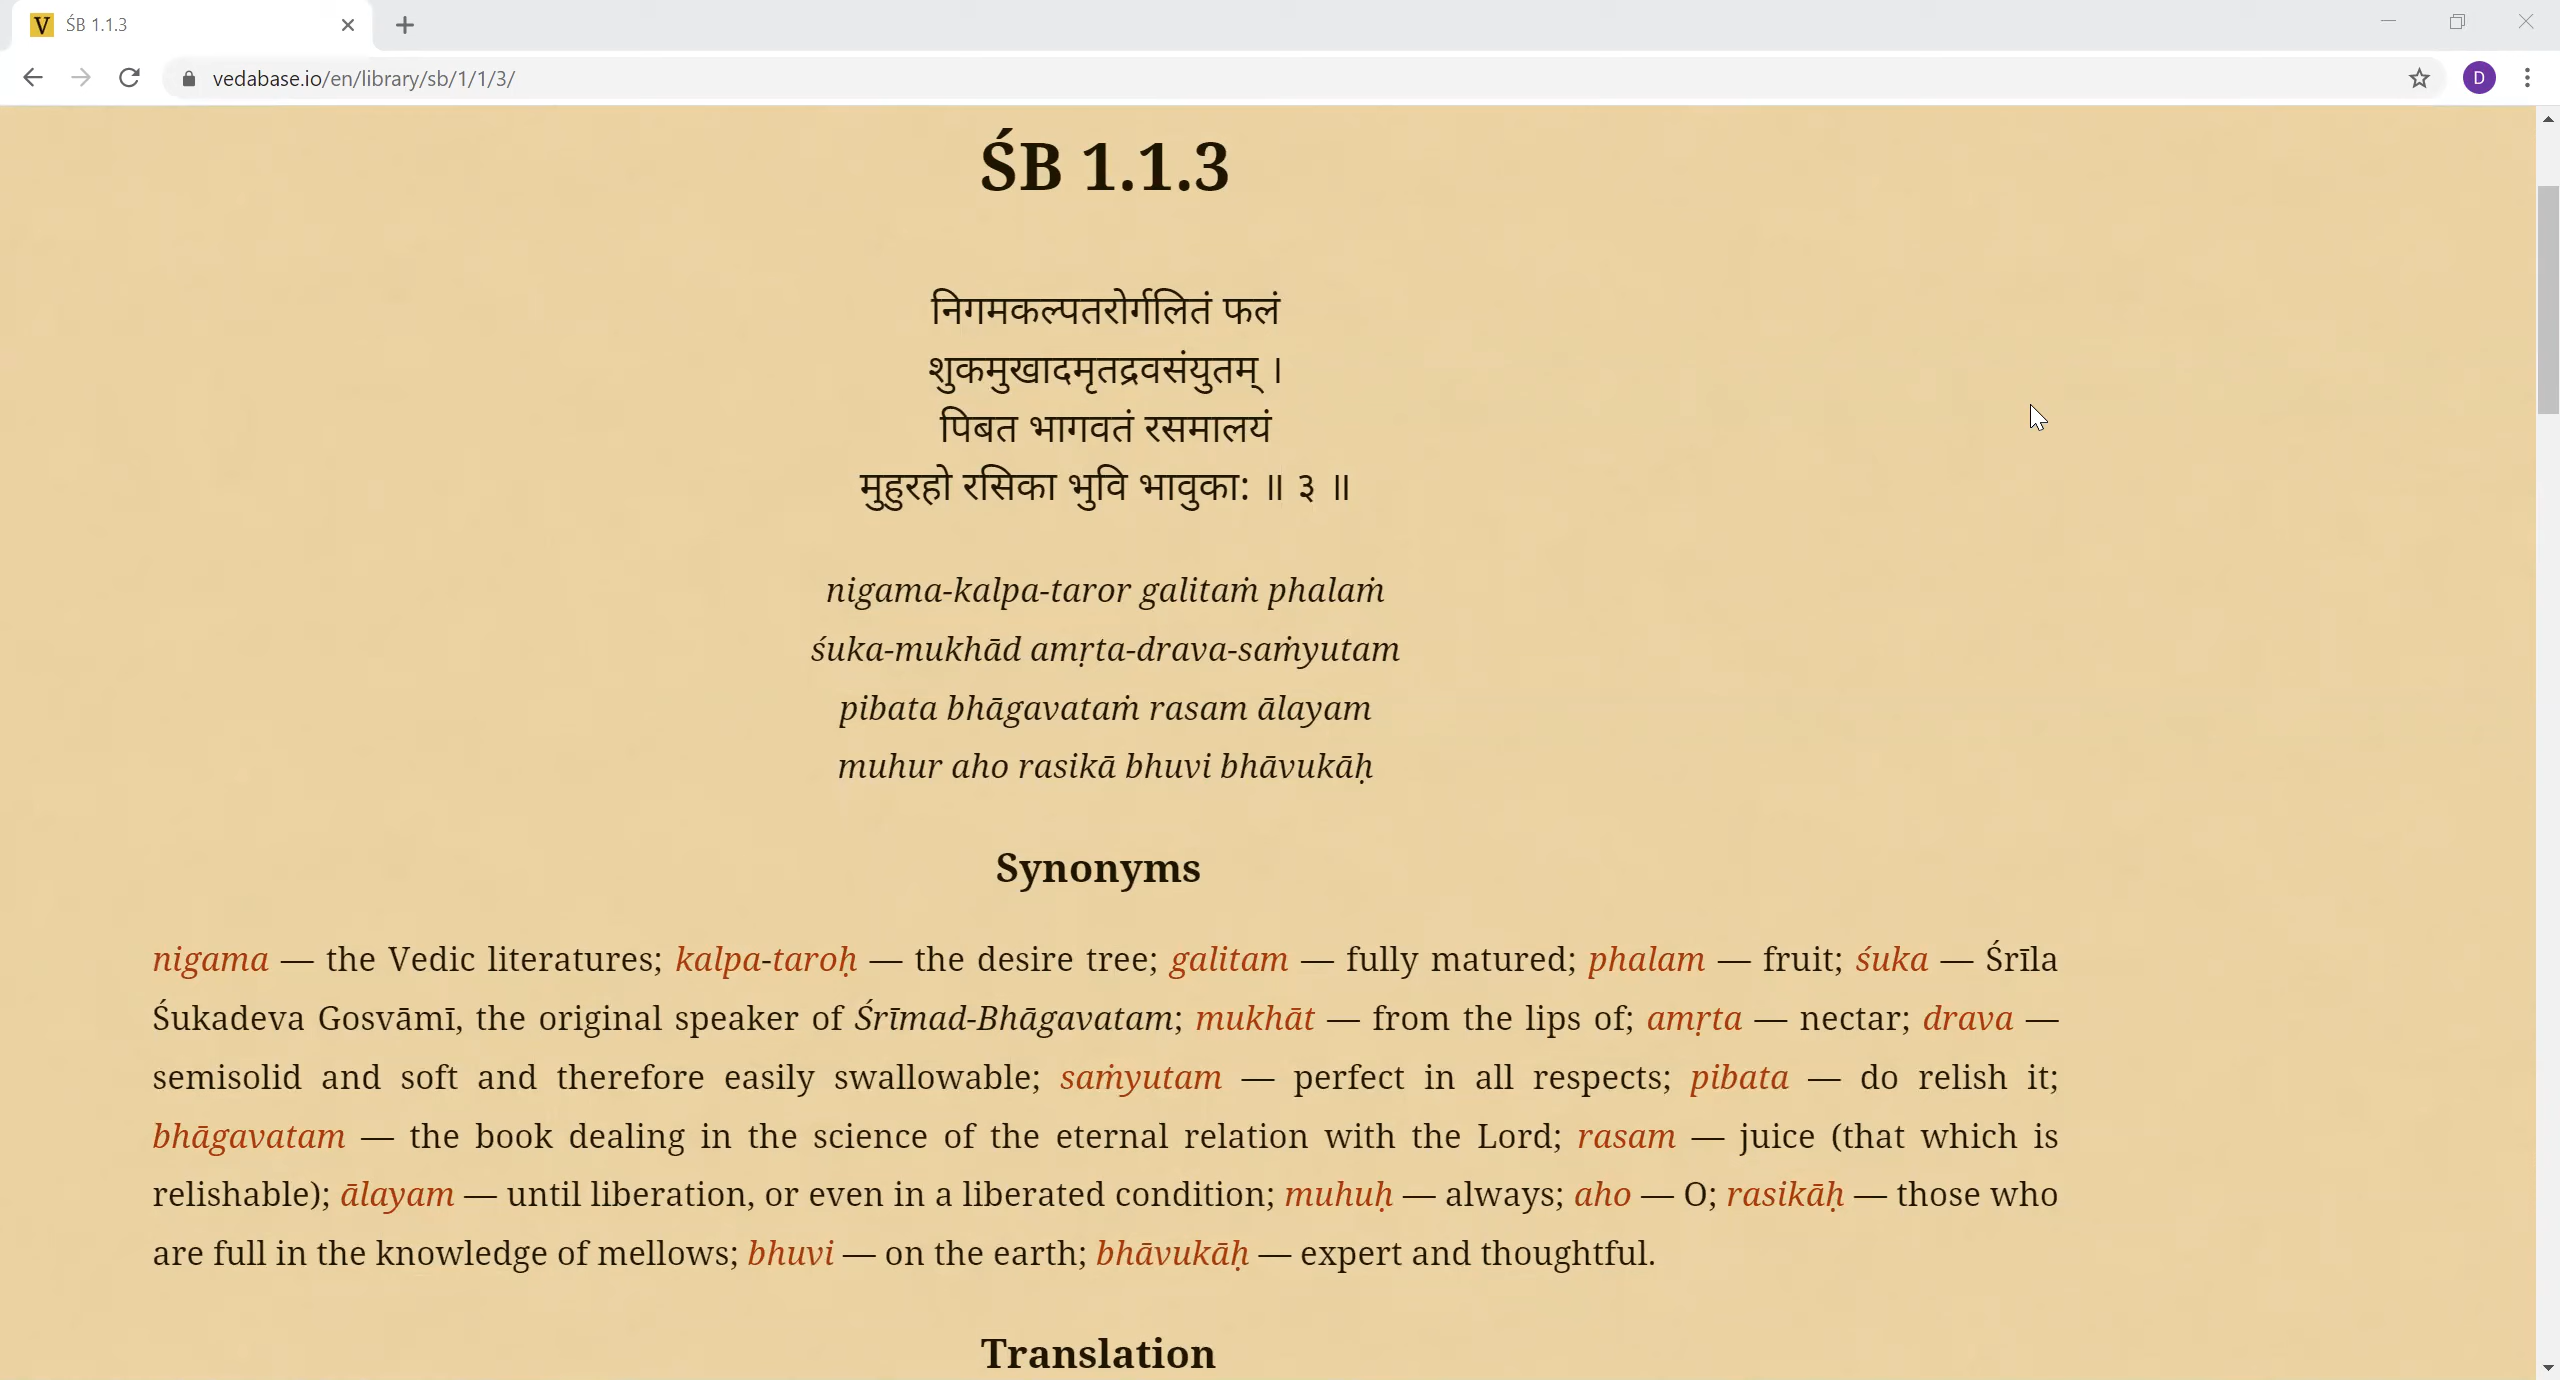 ŚB 1.1.3
vedabase.io/en/library/sb/1/1/3/
D
ŚB 1.1.3
निगमकल्पतरोर्गलितं फलं
शुकमुखादमृतद्रवसंयुतम् ।
पिबत भागवतं रसमालयं
मुहुरहो रसिका भुवि भावुका: ॥ ३ ॥
nigama-kalpa-taror galitaṁ phalaṁ
śuka-mukhād amṛta-drava-saṁyutam
pibata bhāgavataṁ rasam ālayam
muhur aho rasikā bhuvi bhāvukāḥ
Synonyms
nigama — the Vedic literatures; kalpa-taroḥ — the desire tree; galitam — fully matured; phalam — fruit; śuka — Śrīla
Śukadeva Gosvāmī, the original speaker of Śrīmad-Bhāgavatam; mukhāt — from the lips of; amṛta — nectar; drava —
semisolid and soft and therefore easily swallowable; saṁyutam — perfect in all respects; pibata — do relish it;
bhāgavatam — the book dealing in the science of the eternal relation with the Lord; rasam — juice (that which is
relishable); ālayam — until liberation, or even in a liberated condition; muhuḥ — always; aho — O; rasikāḥ — those who
are full in the knowledge of mellows; bhuvi — on the earth; bhāvukāḥ — expert and thoughtful.
Translation